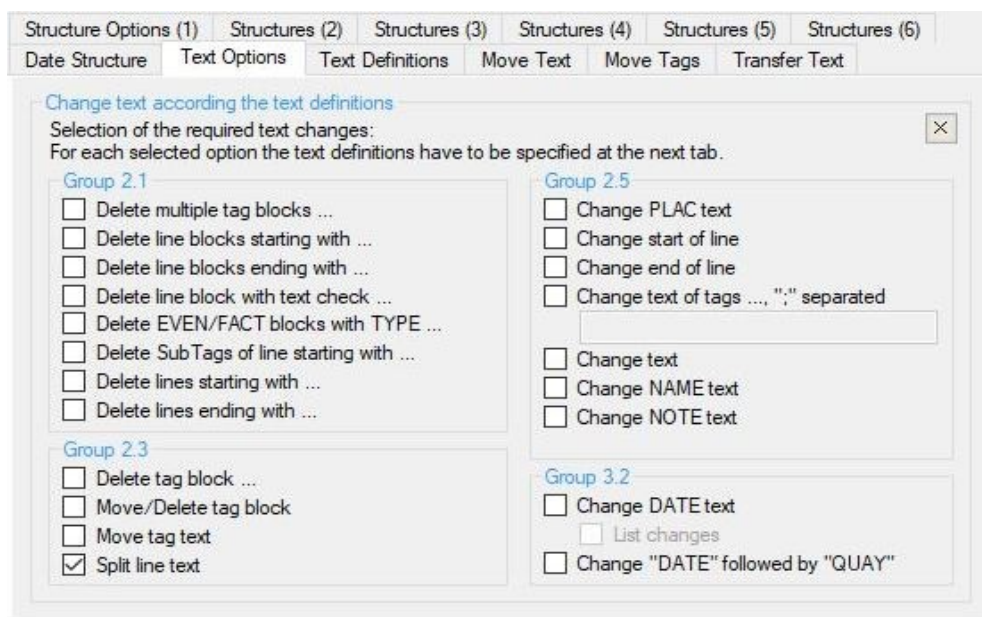 Structure Options (1) Structures (2) Structures (3) Structures (4) Structures (5) Structures (6)
Date Structure Text Options Text Definitions Move Text Move Tags Transfer Text
Change text according the text definitions
Selection of the required text changes:
For each selected option the text definitions have to be specified at the next tab.
Group 2.1
Delete multiple tag blocks ...
Delete line blocks starting with ...
Delete line blocks ending with ...
Delete line block with text check ...
Delete EVEN/FACT blocks with TYPE ...
Delete SubTags of line starting with ...
Delete lines starting with ...
Delete lines ending with ...
Group 2.3
Delete tag block ...
Move/Delete tag block
Move tag text
Split line text
Group 2.5
Change PLAC text
Change start of line
Change end of line
Change text of tags ..., ";" separated
Change text
Change NAME text
Change NOTE text
Group 3.2
Change DATE text
List changes
Change "DATE" followed by "QUAY"